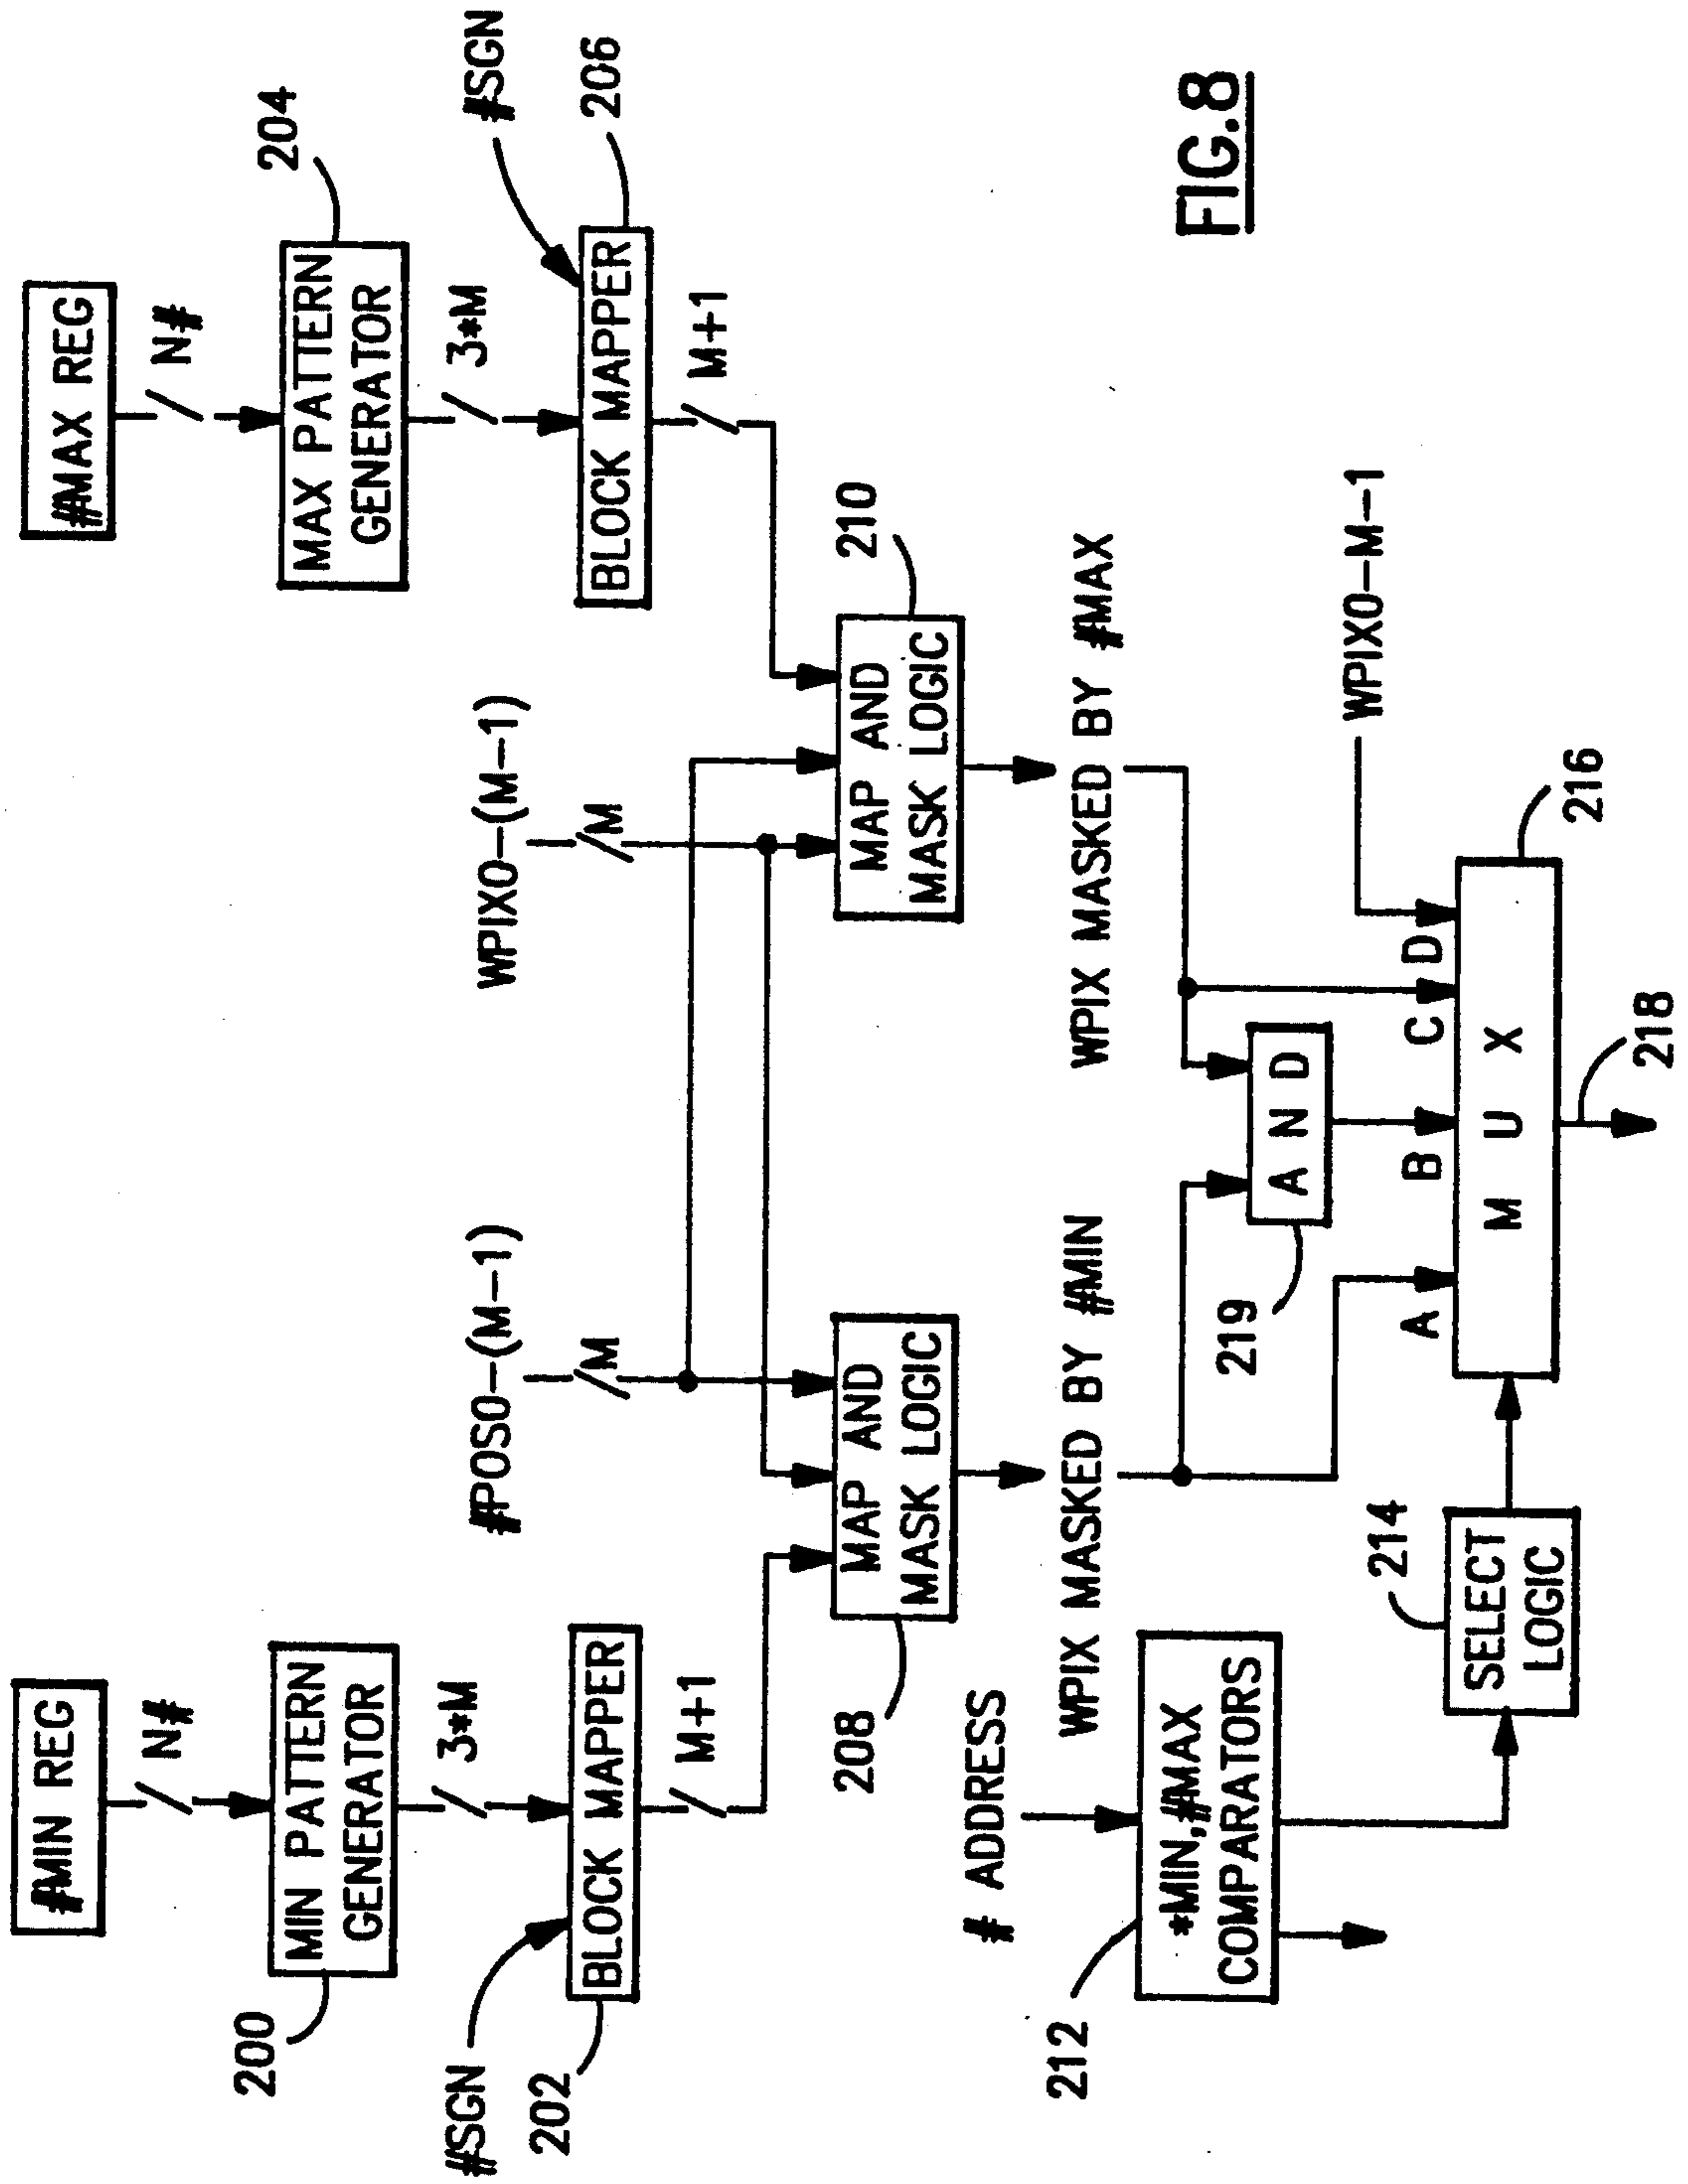 #MIN REG
#MAX REG
N#
N#
200
MIN PATTERN
GENERATOR
MAX PATTERN
GENERATOR
204
3*M
3*M
#SGN
#POS0-(M-1)
WPIX0-(M-1)
#SGN
202
BLOCK MAPPER
BLOCK MAPPER
206
M
M
M+1
M+1
208
MAP AND
MASK LOGIC
MAP AND
MASK LOGIC
210
# ADDRESS
WPIX MASKED BY #MIN
WPIX MASKED BY #MAX
212
*MIN,#MAX
COMPARATORS
219
AND
FIG.8
WPIX0-M-1
214
A
B
C
D
SELECT
LOGIC
MUX
216
218